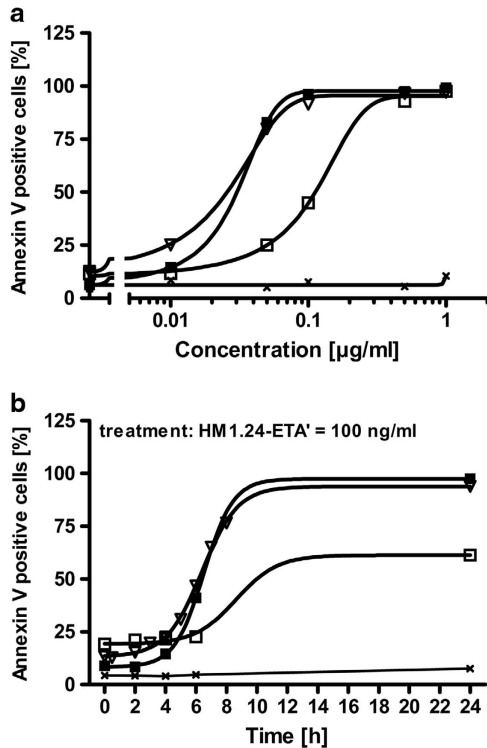 a
Annexin V positive cells [%]
125
100
75
50
25
0
0.01 0.1 1
Concentration [µg/ml]
b
treatment: HM1.24-ETA' = 100 ng/ml
Annexin V positive cells [%]
125
100
75
50
25
0
0 2 4 6 8 10 12 14 16 18 20 22 24
Time [h]